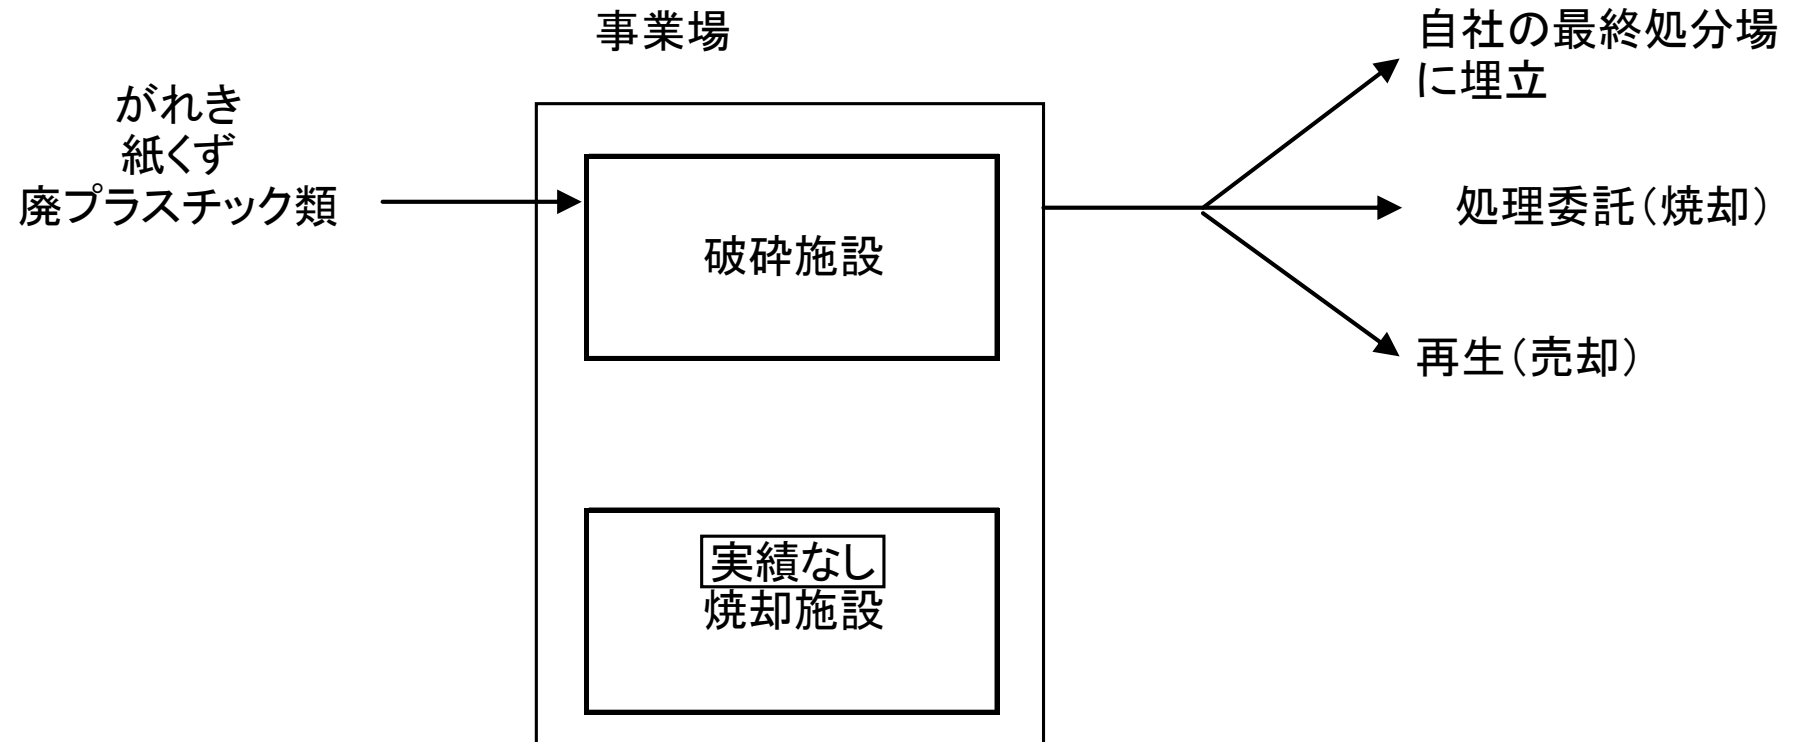 事業場
がれき
紙くず
廃プラスチック類
破砕施設
実績なし
焼却施設
自社の最終処分場
に埋立
処理委託（焼却）
再生（売却）